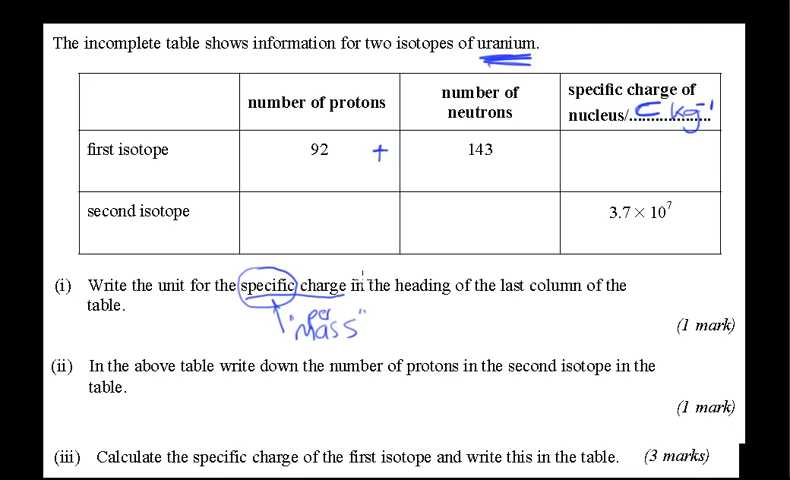 The incomplete table shows information for two isotopes of uranium.
number of protons
number of
neutrons
specific charge of
nucleus/.................... C kg⁻¹
first isotope 92 + 143
second isotope 3.7 × 10⁷
(i) Write the unit for the specific charge in the heading of the last column of the
table.
"per
mass"
(1 mark)
(ii) In the above table write down the number of protons in the second isotope in the
table.
(1 mark)
(iii) Calculate the specific charge of the first isotope and write this in the table. (3 marks)